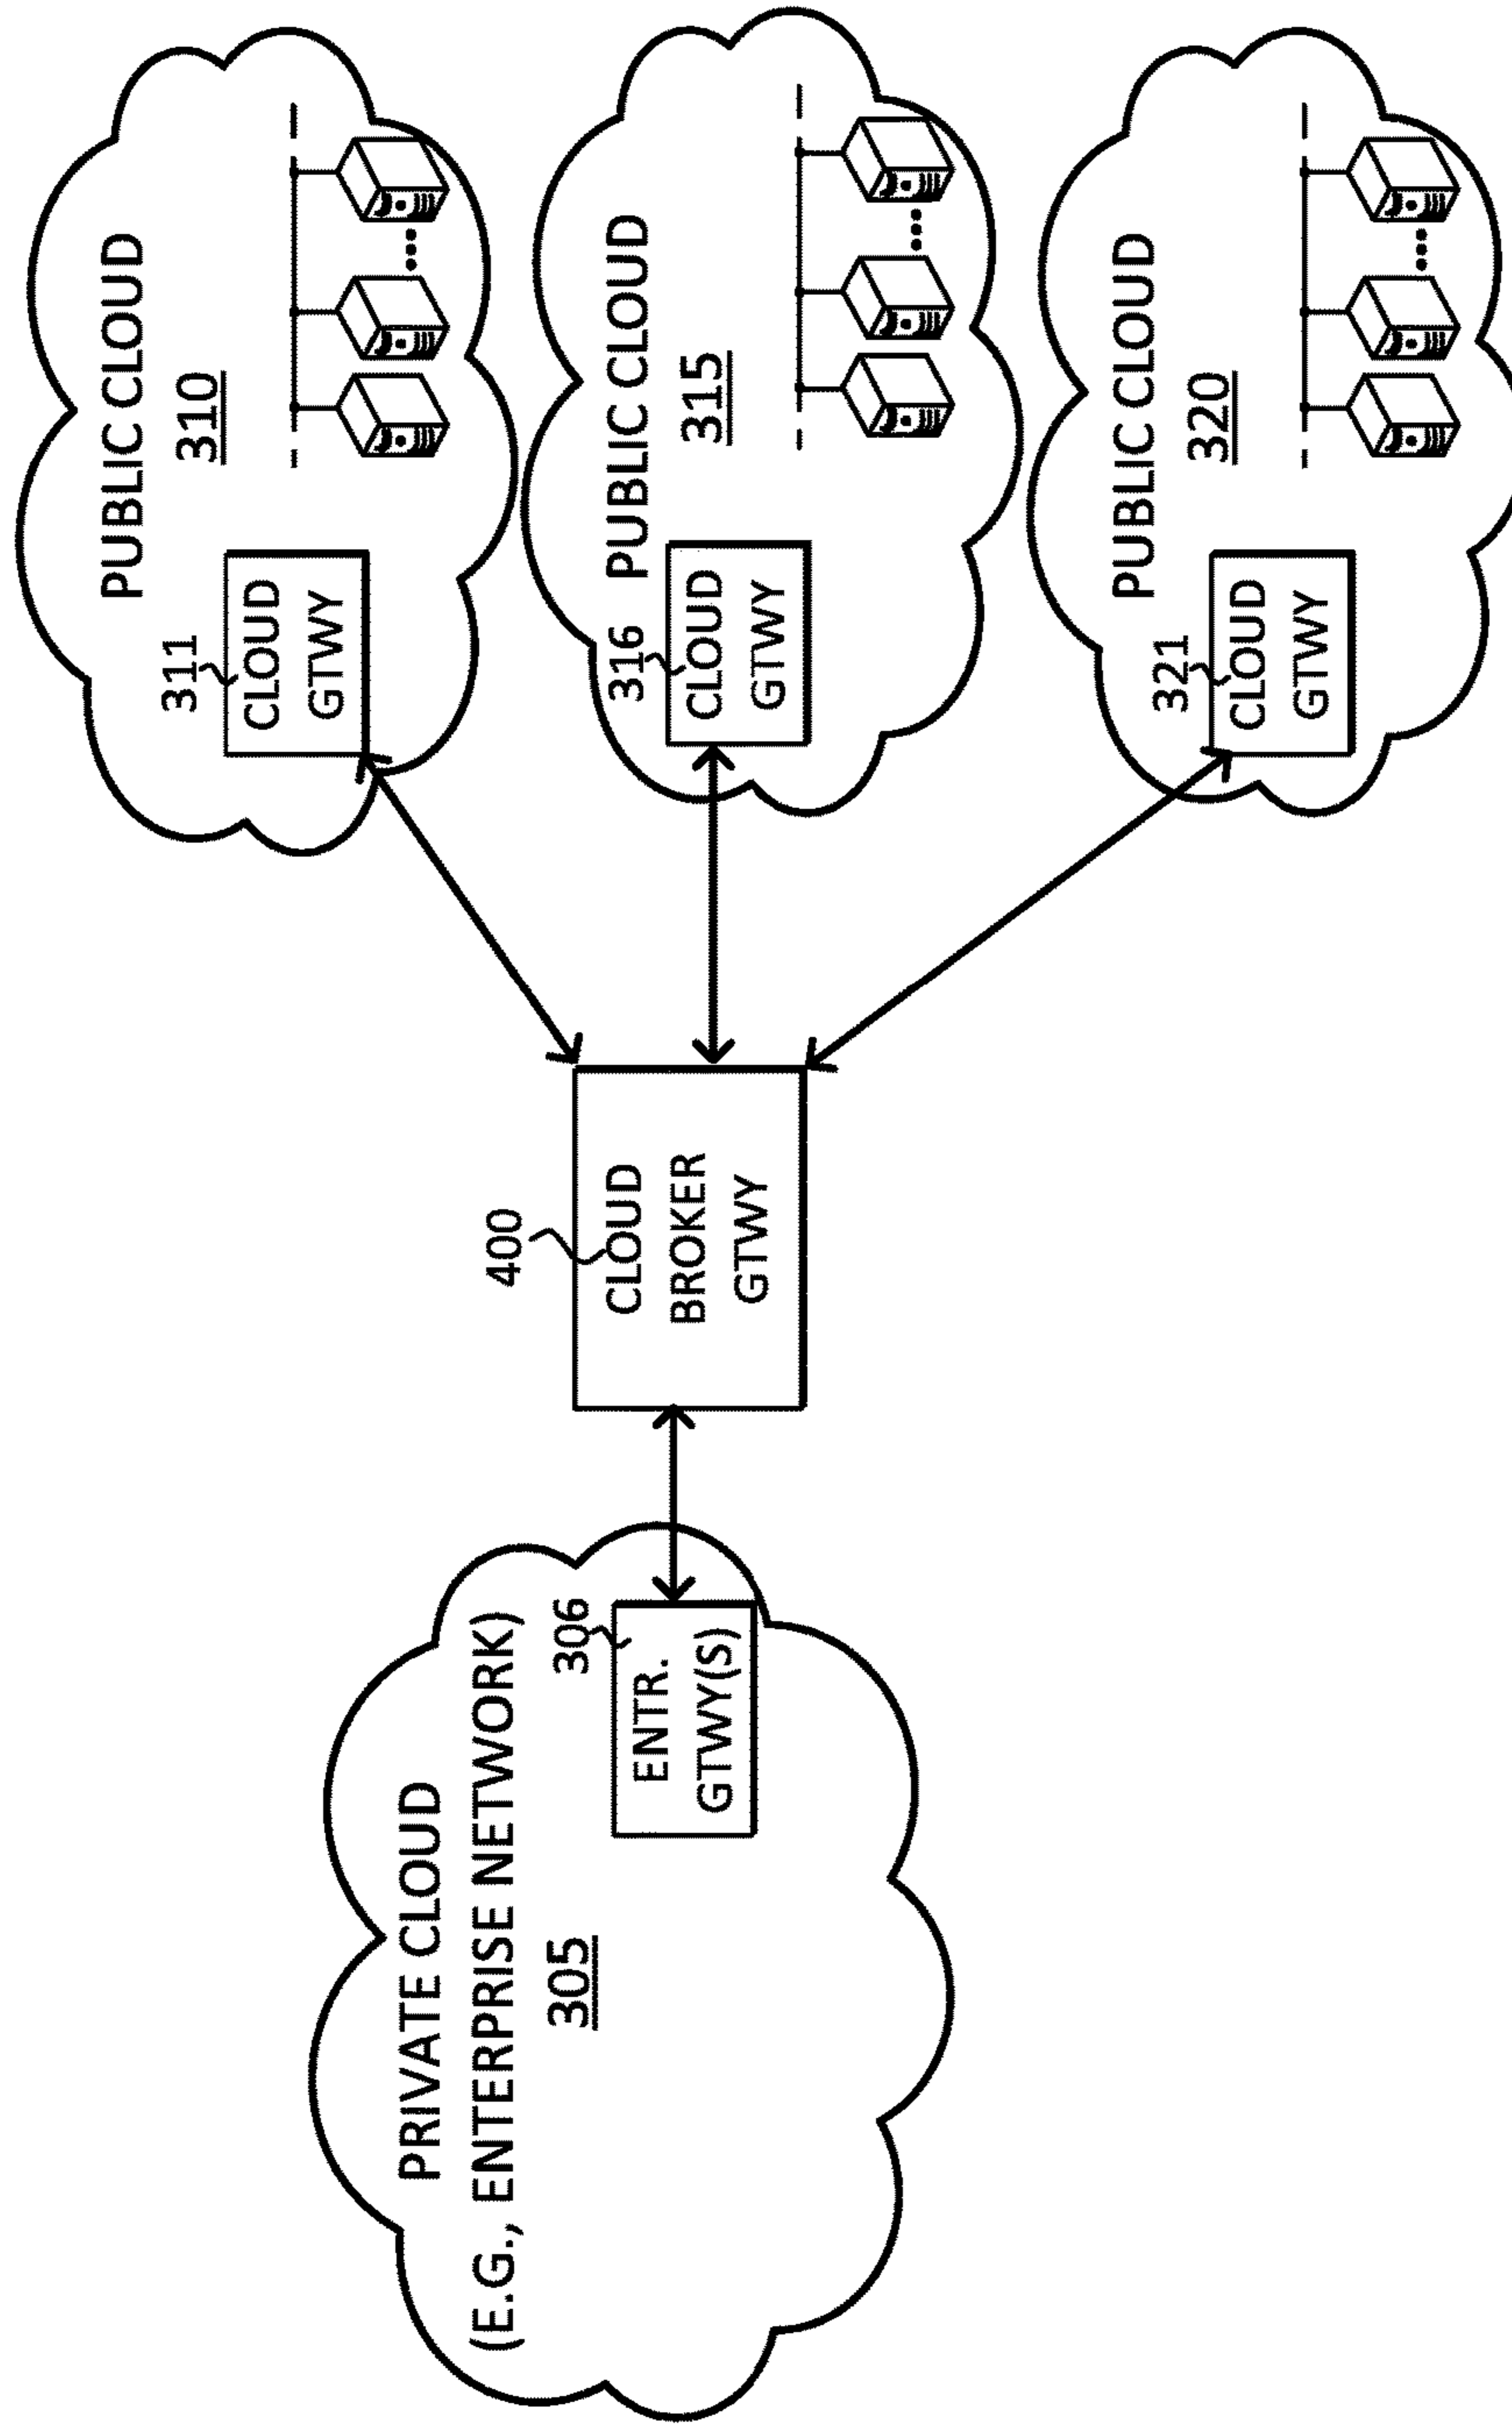 PRIVATE CLOUD
(E.G., ENTERPRISE NETWORK)
305
306
ENTR.
GTWY(S)
400
CLOUD
BROKER
GTWY
PUBLIC CLOUD
310
311
CLOUD
GTWY
PUBLIC CLOUD
315
316
CLOUD
GTWY
PUBLIC CLOUD
320
321
CLOUD
GTWY